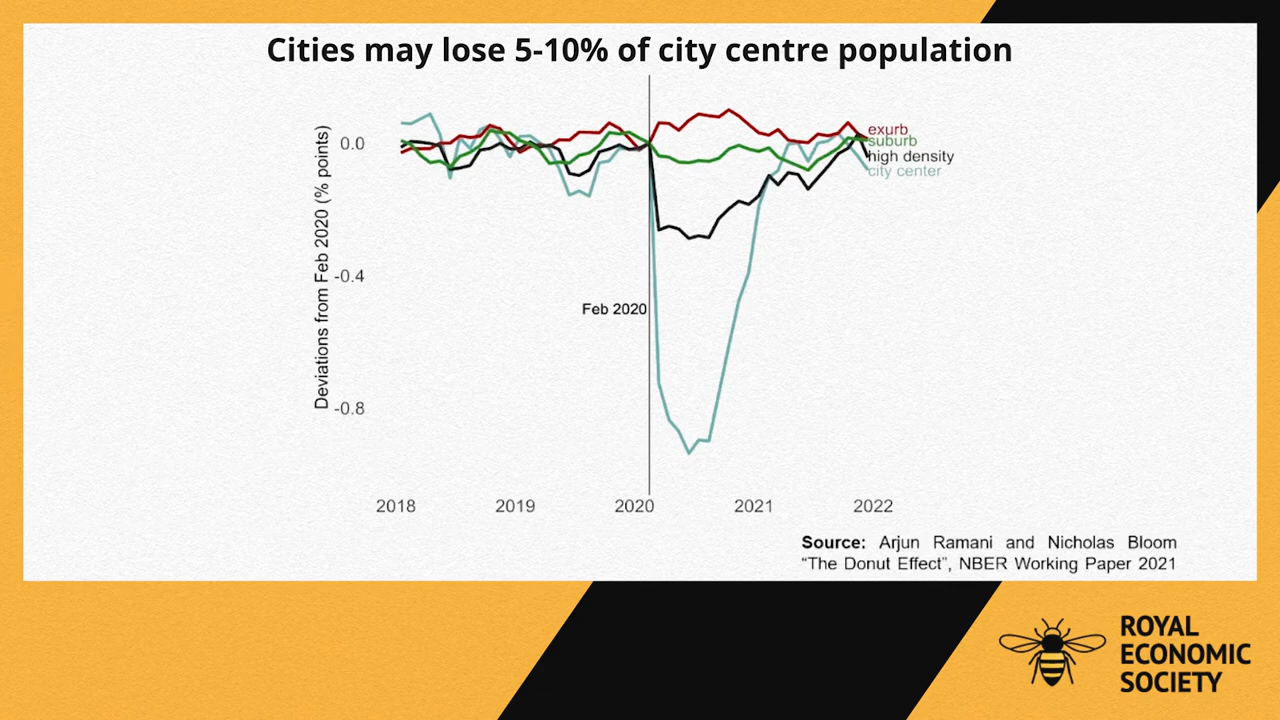 Cities may lose 5-10% of city centre population
Deviations from Feb 2020 (% points)
0.0
-0.4
-0.8
Feb 2020
exurb
suburb
high density
city center
2018
2019
2020
2021
2022
Source: Arjun Ramani and Nicholas Bloom
“The Donut Effect”, NBER Working Paper 2021
ROYAL
ECONOMIC
SOCIETY